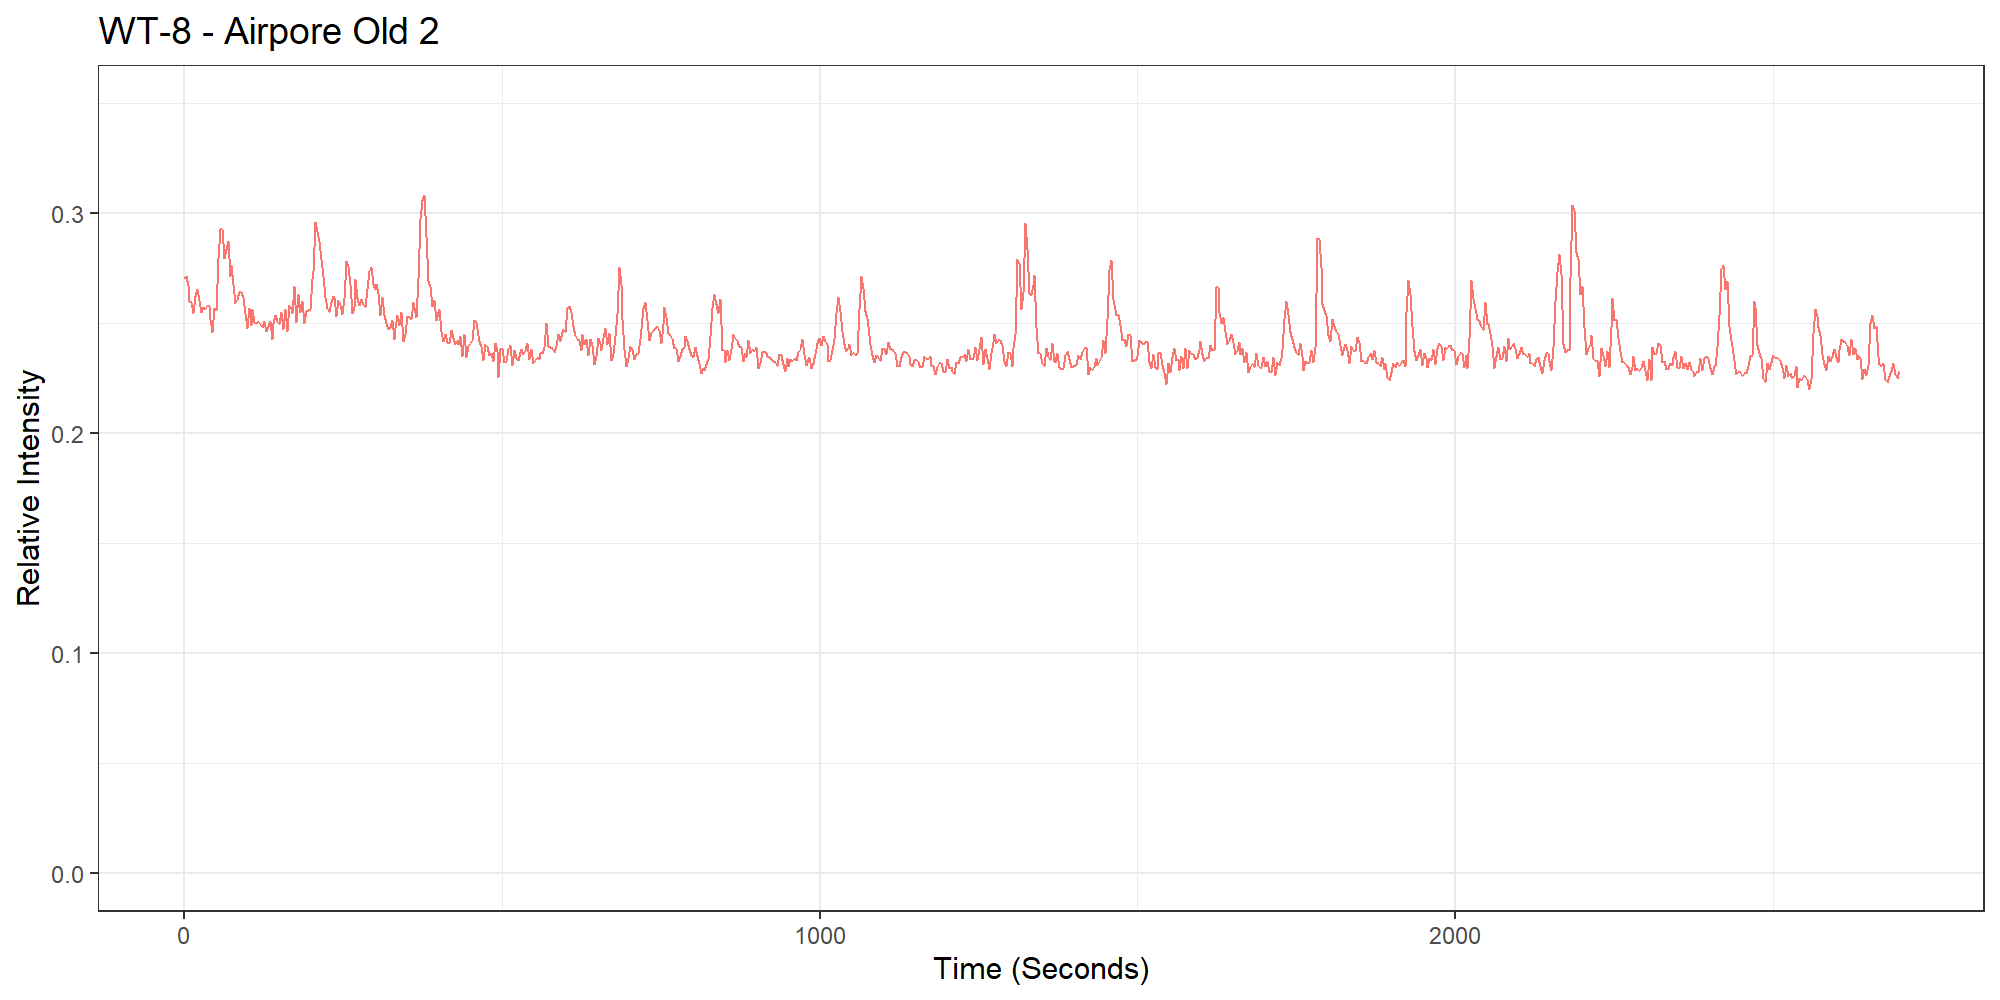 WT-8 - Airpore Old 2
Relative Intensity
0.3
0.2
0.1
0.0
0
1000
2000
Time (Seconds)